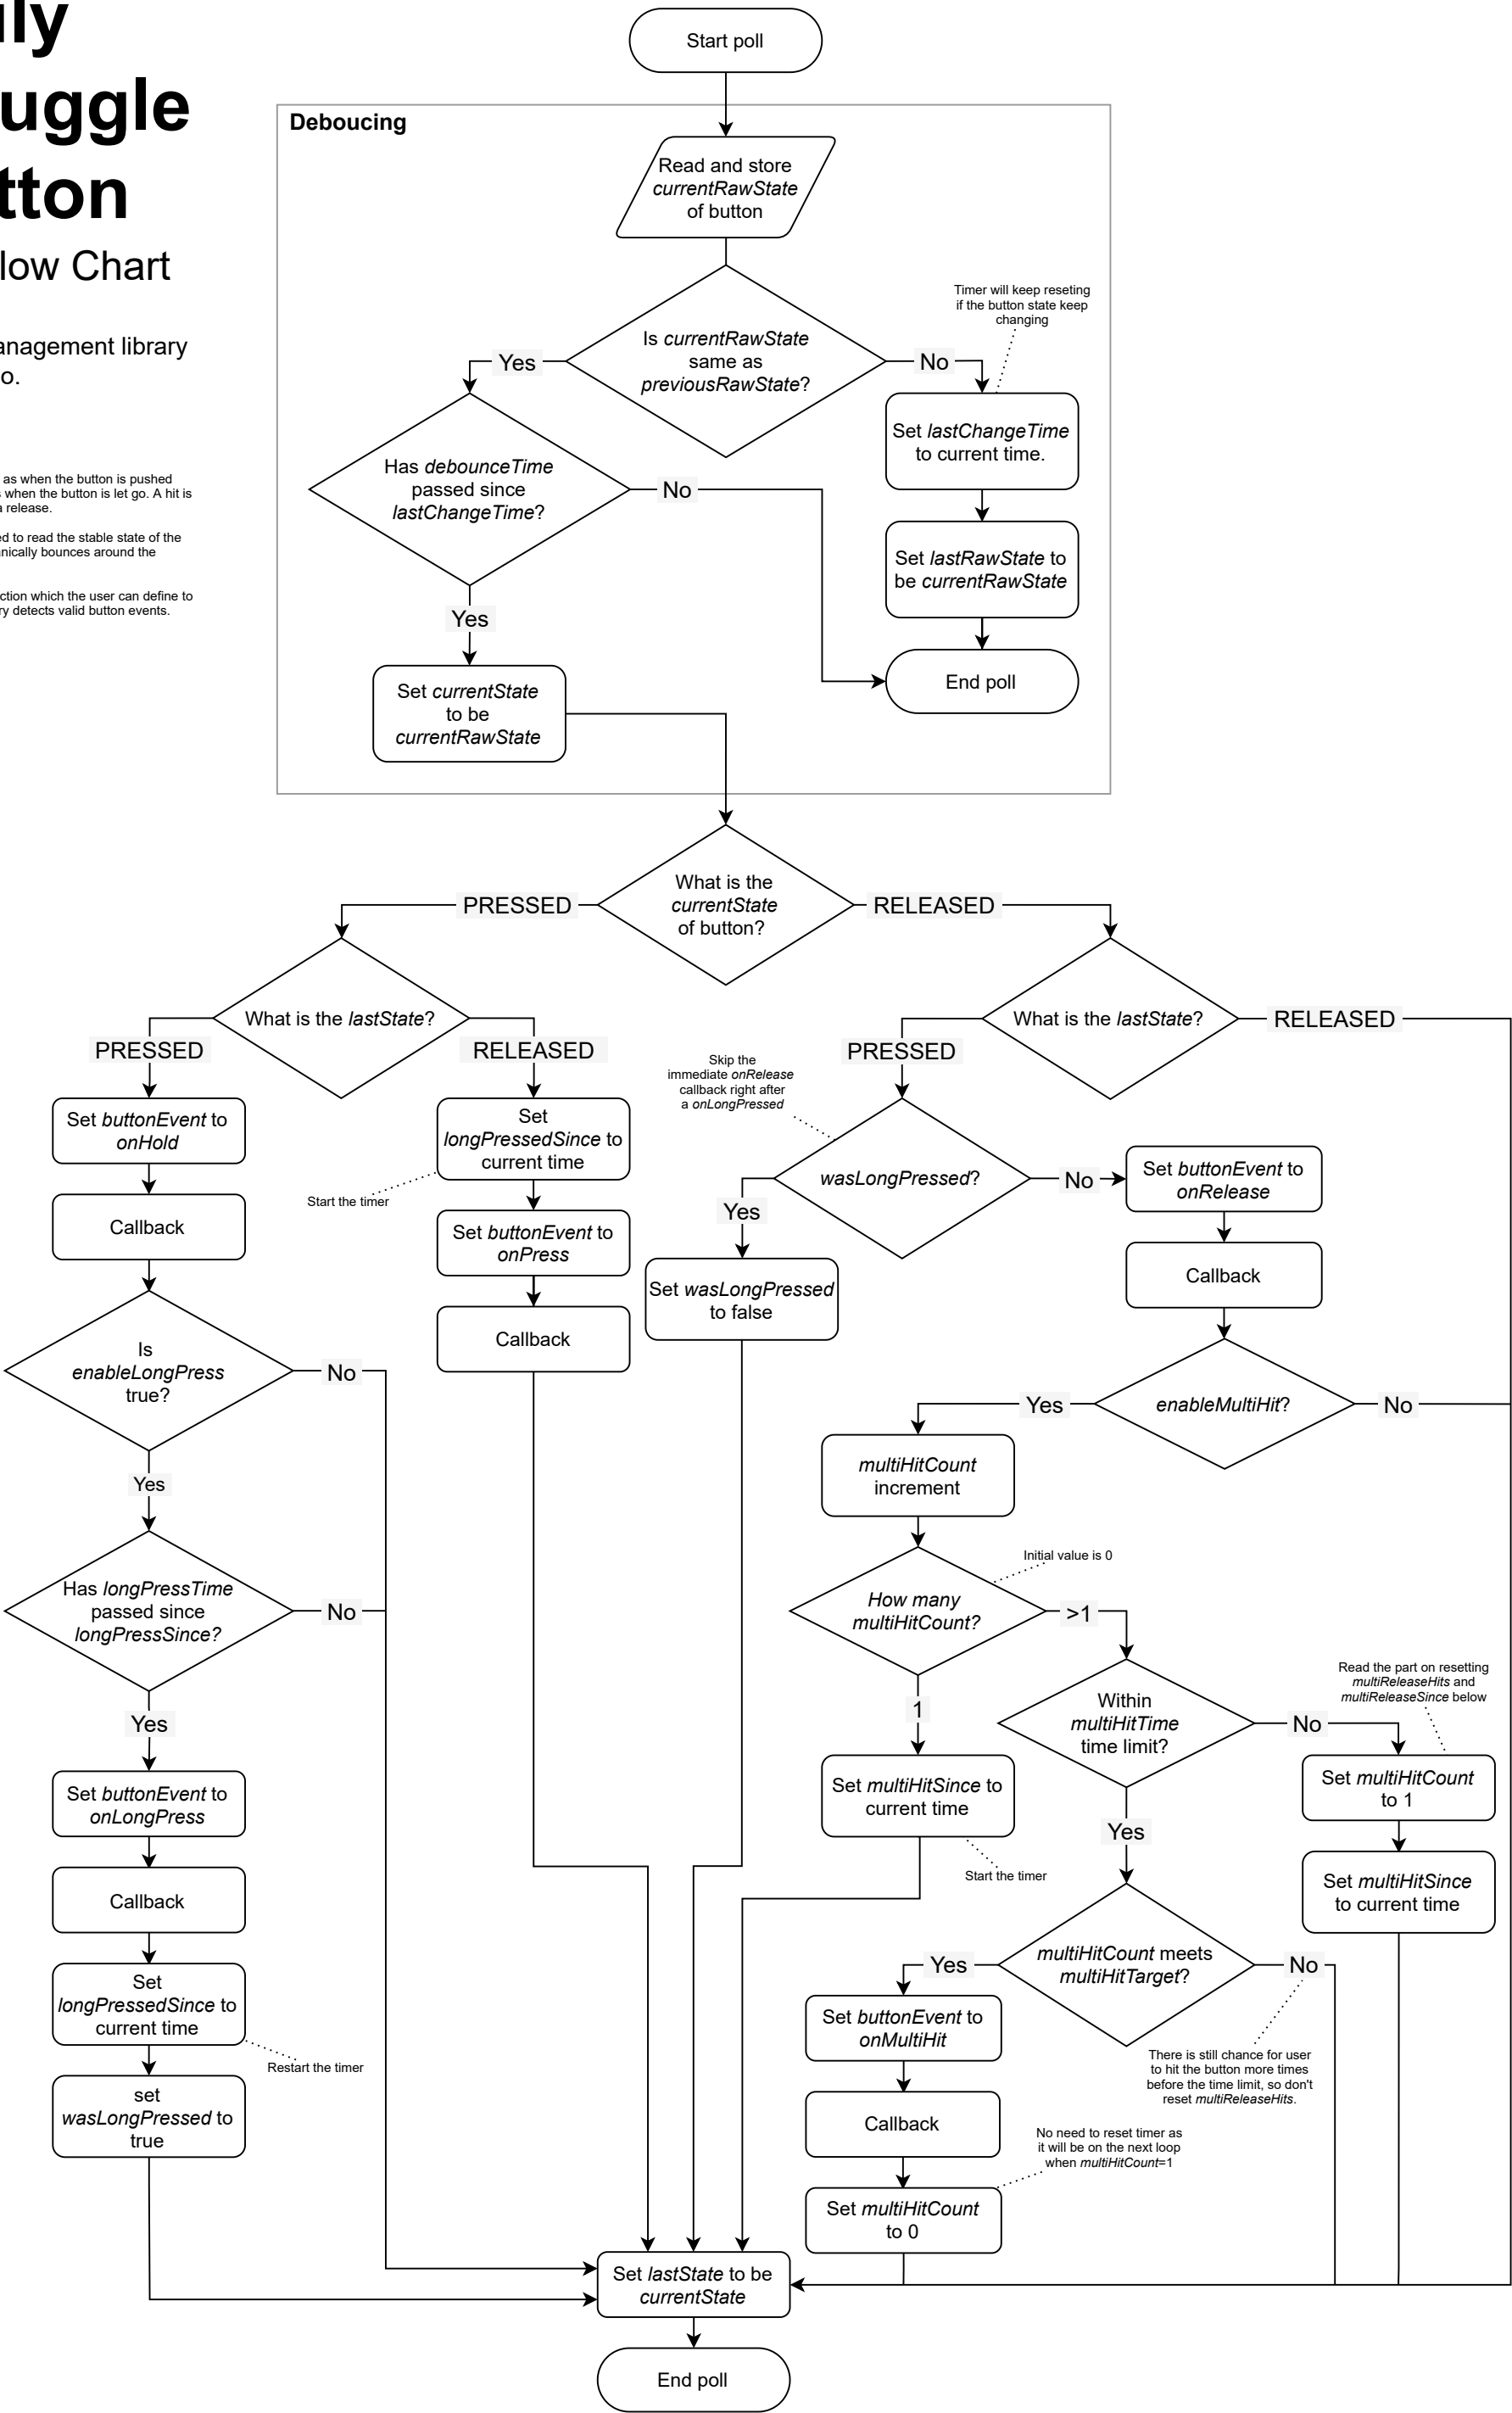 uggle
tton
low Chart
anagement library
o.
as when the button is pushed
when the button is let go. A hit is
a release.
ed to read the stable state of the
nically bounces around the
ction which the user can define to
ry detects valid button events.
Start poll
Deboucing
Read and store
currentRawState
of button
Timer will keep reseting
if the button state keep
changing
Is currentRawState
same as
previousRawState?
Yes
No
Set lastChangeTime
to current time.
Has debounceTime
passed since
lastChangeTime?
No
Set lastRawState to
be currentRawState
Yes
End poll
Set currentState
to be
currentRawState
What is the
currentState
of button?
PRESSED
RELEASED
What is the lastState?
What is the lastState?
RELEASED
PRESSED
RELEASED
PRESSED
Skip the
immediate onRelease
callback right after
a onLongPressed
Set buttonEvent to
onHold
Set
longPressedSince to
current time
Start the timer
wasLongPressed?
No
Set buttonEvent to
onRelease
Yes
Callback
Set buttonEvent to
onPress
Set wasLongPressed
to false
Callback
Callback
Is
enableLongPress
true?
No
Yes
enableMultiHit?
No
Yes
multiHitCount
increment
Initial value is 0
Has longPressTime
passed since
longPressSince?
No
How many
multiHitCount?
>1
Yes
1
Within
multiHitTime
time limit?
No
Read the part on resetting
multiReleaseHits and
multiReleaseSince below
Set buttonEvent to
onLongPress
Set multiHitSince to
current time
Start the timer
Yes
Set multiHitCount
to 1
Callback
Set multiHitSince
to current time
Set
longPressedSince to
current time
Restart the timer
Yes
multiHitCount meets
multiHitTarget?
No
Set buttonEvent to
onMultiHit
There is still chance for user
to hit the button more times
before the time limit, so don't
reset multiReleaseHits.
set
wasLongPressed to
true
Callback
No need to reset timer as
it will be on the next loop
when multiHitCount=1
Set multiHitCount
to 0
Set lastState to be
currentState
End poll